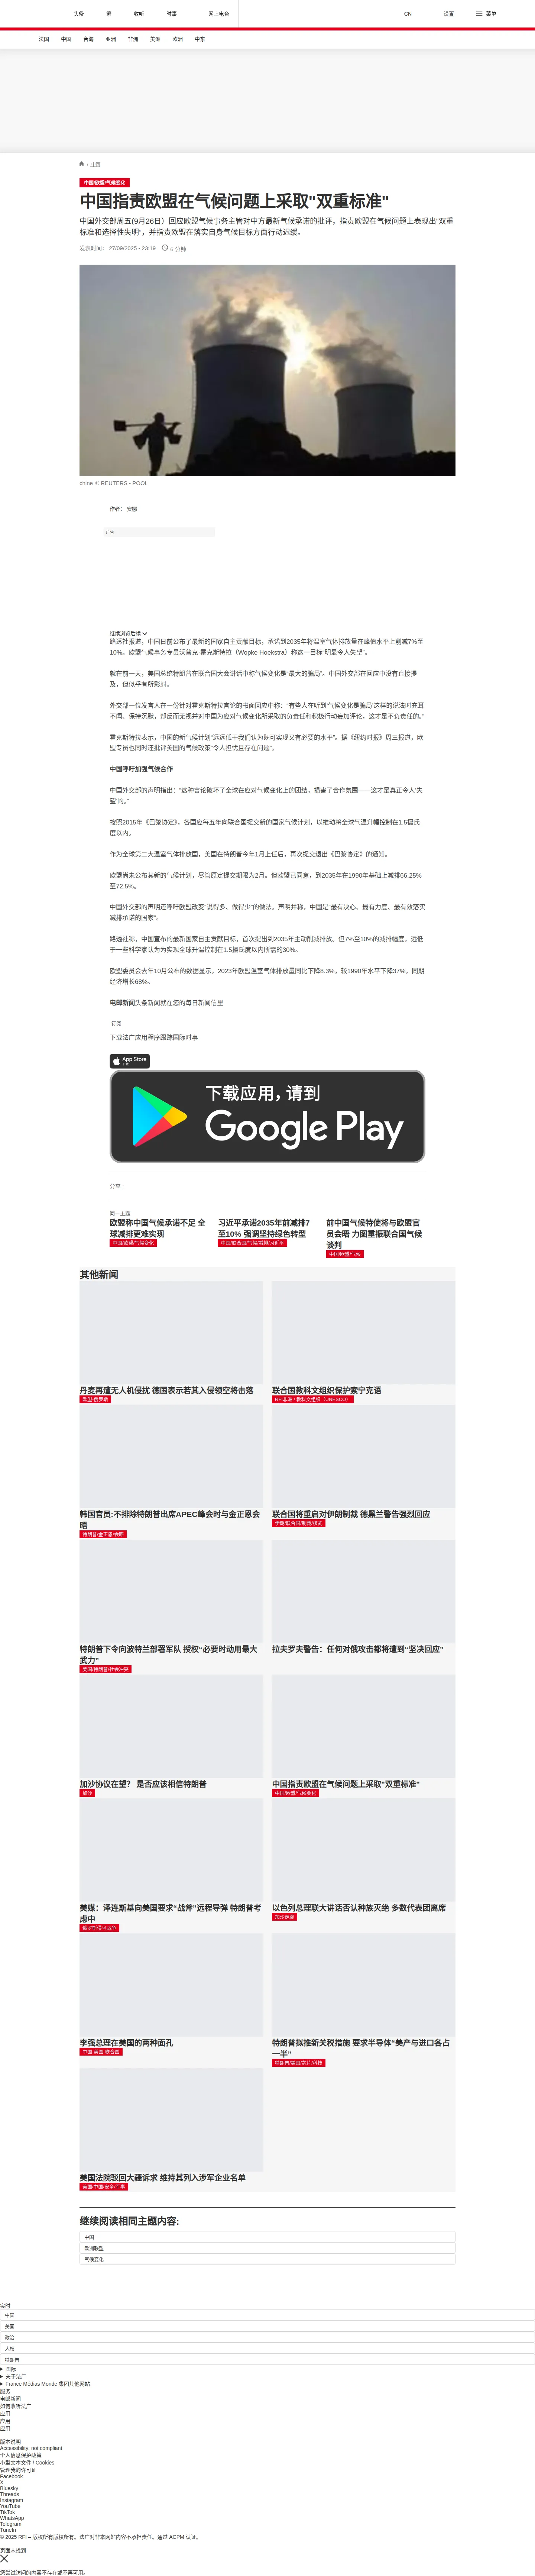 头条
繁
收听
时事
网上电台
CN
设置
菜单
法国
中国
台海
亚洲
非洲
美洲
欧洲
中东
/ 中国
中国/欧盟/气候变化
中国指责欧盟在气候问题上采取"双重标准"
中国外交部周五(9月26日）回应欧盟气候事务主管对中方最新气候承诺的批评，指责欧盟在气候问题上表现出“双重
标准和选择性失明”，并指责欧盟在落实自身气候目标方面行动迟缓。
发表时间： 27/09/2025 - 23:19
6 分钟
chine © REUTERS - POOL
作者： 安娜
广告
继续浏览后续
路透社报道，中国日前公布了最新的国家自主贡献目标，承诺到2035年将温室气体排放量在峰值水平上削减7%至
10%。欧盟气候事务专员沃普克·霍克斯特拉（Wopke Hoekstra）称这一目标“明显令人失望”。
就在前一天，美国总统特朗普在联合国大会讲话中称气候变化是“最大的骗局”。中国外交部在回应中没有直接提
及，但似乎有所影射。
外交部一位发言人在一份针对霍克斯特拉言论的书面回应中称：“有些人在听到‘气候变化是骗局’这样的说法时充耳
不闻、保持沉默，却反而无视并对中国为应对气候变化所采取的负责任和积极行动妄加评论，这才是不负责任的。”
霍克斯特拉表示，中国的新气候计划“远远低于我们认为既可实现又有必要的水平”。据《纽约时报》周三报道，欧
盟专员也同时还批评美国的气候政策“令人担忧且存在问题”。
中国呼吁加强气候合作
中国外交部的声明指出：“这种言论破坏了全球在应对气候变化上的团结，损害了合作氛围——这才是真正令人‘失
望’的。”
按照2015年《巴黎协定》，各国应每五年向联合国提交新的国家气候计划，以推动将全球气温升幅控制在1.5摄氏
度以内。
作为全球第二大温室气体排放国，美国在特朗普今年1月上任后，再次提交退出《巴黎协定》的通知。
欧盟尚未公布其新的气候计划，尽管原定提交期限为2月。但欧盟已同意，到2035年在1990年基础上减排66.25%
至72.5%。
中国外交部的声明还呼吁欧盟改变“说得多、做得少”的做法。声明并称，中国是“最有决心、最有力度、最有效落实
减排承诺的国家”。
路透社称，中国宣布的最新国家自主贡献目标，首次提出到2035年主动削减排放。但7%至10%的减排幅度，远低
于一些科学家认为为实现全球升温控制在1.5摄氏度以内所需的30%。
欧盟委员会去年10月公布的数据显示，2023年欧盟温室气体排放量同比下降8.3%，较1990年水平下降37%，同期
经济增长68%。
电邮新闻头条新闻就在您的每日新闻信里
订阅
下载法广应用程序跟踪国际时事
App Store
下载应用，请到
Google Play
分享 :
同一主题
欧盟称中国气候承诺不足 全
球减排更难实现
中国/欧盟/气候变化
习近平承诺2035年前减排7
至10% 强调坚持绿色转型
中国/联合国/气候/减排/习近平
前中国气候特使将与欧盟官
员会晤 力图重振联合国气候
谈判
中国/欧盟/气候
其他新闻
丹麦再遭无人机侵扰 德国表示若其入侵领空将击落
欧盟·俄罗斯
联合国教科文组织保护索宁克语
RFI非洲 / 教科文组织（UNESCO）
韩国官员:不排除特朗普出席APEC峰会时与金正恩会
晤
特朗普/金正恩/会晤
联合国将重启对伊朗制裁 德黑兰警告强烈回应
伊朗/联合国/制裁/核武
特朗普下令向波特兰部署军队 授权“必要时动用最大
武力”
美国/特朗普/社会冲突
拉夫罗夫警告：任何对俄攻击都将遭到“坚决回应”
加沙协议在望？ 是否应该相信特朗普
加沙
中国指责欧盟在气候问题上采取"双重标准"
中国/欧盟/气候变化
美媒：泽连斯基向美国要求“战斧”远程导弹 特朗普考
虑中
俄罗斯侵乌战争
以色列总理联大讲话否认种族灭绝 多数代表团离席
加沙走廊
李强总理在美国的两种面孔
中国·美国·联合国
特朗普拟推新关税措施 要求半导体“美产与进口各占
一半”
特朗普/美国/芯片/科技
美国法院驳回大疆诉求 维持其列入涉军企业名单
美国/中国/安全/军事
继续阅读相同主题内容:
中国
欧洲联盟
气候变化
实时
中国
美国
政治
人权
特朗普
国际
关于法广
France Médias Monde 集团其他网站
服务
电邮新闻
如何收听法广
应用
应用
应用
版本说明
Accessibility: not compliant
个人信息保护政策
小型文本文件 / Cookies
管理我的许可证
Facebook
X
Bluesky
Threads
Instagram
YouTube
TikTok
WhatsApp
Telegram
TuneIn
© 2025 RFI – 版权所有版权所有。法广对非本网站内容不承担责任。通过 ACPM 认证。
页面未找到
您尝试访问的内容不存在或不再可用。